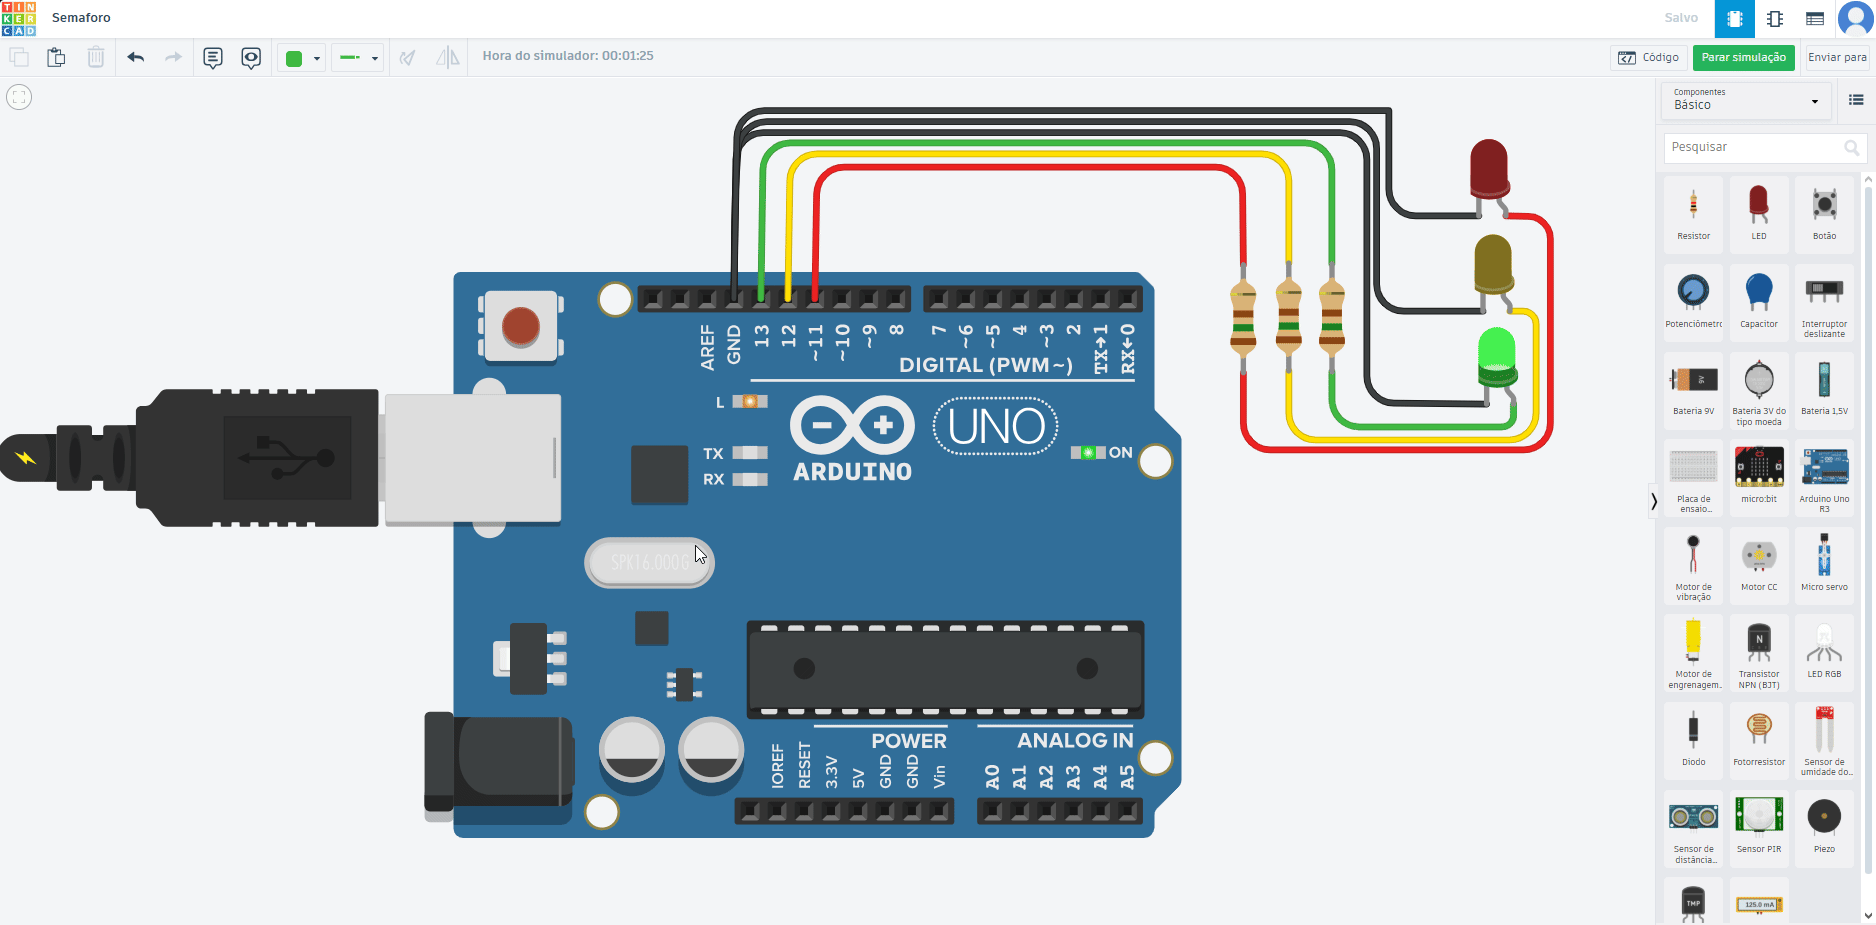 TIN
KER
CAD
Semaforo
Salvo
Hora do simulador: 00:01:25
Código
Parar simulação
Enviar para
Componentes
Básico
Pesquisar
Resistor
LED
Botão
Potenciômetro
Capacitor
Interruptor
deslizante
9V
Bateria 9V
Bateria 3V do
tipo moeda
Bateria 1,5V
Placa de
ensaio...
micro:bit
Arduino Uno
R3
Motor de
vibração
Motor CC
Micro servo
Motor de
engrenagem...
N
Transistor
NPN (BJT)
LED RGB
Diodo
Fotorresistor
Sensor de
umidade do...
Sensor de
distância...
Sensor PIR
Piezo
TMP
125.0 mA
AREF
GND
13
12
~11
~10
~9
8
7
~6
~5
4
~3
2
TX→1
RX←0
DIGITAL (PWM~)
L
TX
RX
ARDUINO
UNO
ON
SPKT6.000G
POWER
ANALOG IN
IOREF
RESET
3.3V
5V
GND
GND
Vin
A0
A1
A2
A3
A4
A5